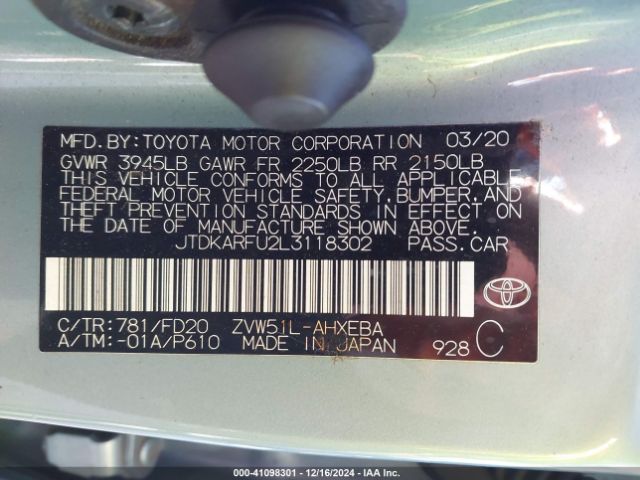 MFD.BY:TOYOTA MOTOR CORPORATION 03/20
GVWR 3945LB GAWR FR 2250LB RR 2150LB
THIS VEHICLE CONFORMS TO ALL APPLICABLE
FEDERAL MOTOR VEHICLE SAFETY,BUMPER,AND
THEFT PREVENTION STANDARDS IN EFFECT ON
THE DATE OF MANUFACTURE SHOWN ABOVE.
JTDKARFU2L3118302 PASS.CAR
C/TR:781/FD20 ZVW51L-AHXEBA
A/TM:-01A/P610 MADE IN JAPAN 928 C
000-41098301 - 12/16/2024 - IAA Inc.